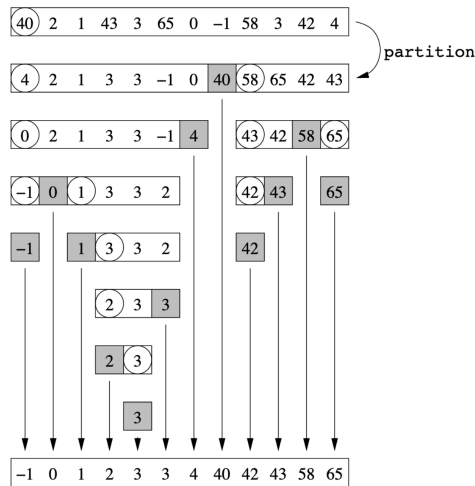 40 2 1 43 3 65 0 −1 58 3 42 4
partition
4 2 1 3 3 −1 0 40 58 65 42 43
0 2 1 3 3 −1 4 43 42 58 65
−1 0 1 3 3 2 42 43 65
−1 1 3 3 2 42
2 3 3
2 3
3
−1 0 1 2 3 3 4 40 42 43 58 65